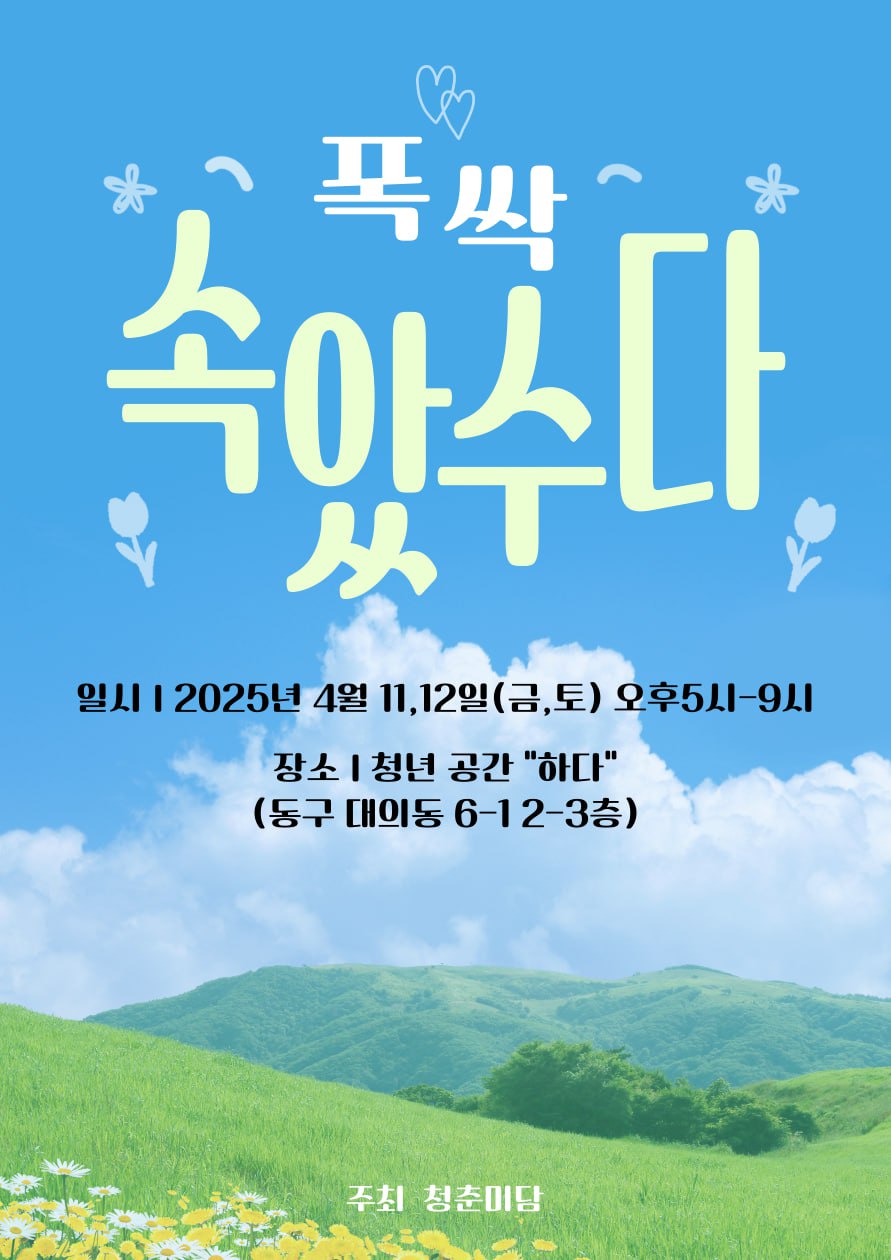 폭싹
속았수다
일시 I 2025년 4월 11,12일(금,토) 오후5시-9시
장소 I 청년 공간 "하다"
(동구 대의동 6-1 2-3층)
주최 청춘미담